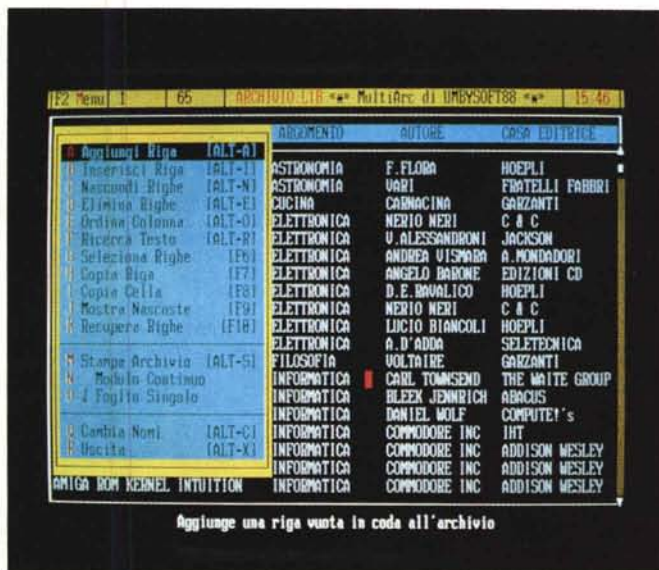 F2 Menu 1 65 ARCHIVIO.LIB MultiArc di UMBYSOFT88 15:46
ARGOMENTO AUTORE CASA EDITRICE
A Aggiungi Riga [ALT-A]
Inserisci Riga [ALT-I] ASTRONOMIA F.FLORA HOEPLI
Nascondi Righe [ALT-N] ASTRONOMIA VARI FRATELLI FABBRI
Elimina Righe [ALT-E] CUCINA CARNACINA GARZANTI
Ordina Colonna [ALT-O] ELETTRONICA NERIO NERI C & C
Ricerca Testo [ALT-R] ELETTRONICA V.ALESSANDRONI JACKSON
Seleziona Righe [F6] ELETTRONICA ANDREA VISMARA A.MONDADORI
Copia Riga [F7] ELETTRONICA ANGELO BARONE EDIZIONI CD
Copia Cella [F8] ELETTRONICA D.E.RAVALICO HOEPLI
Mostra Nascoste [F9] ELETTRONICA NERIO NERI C & C
Recupera Righe [F10] ELETTRONICA LUCIO BIANCOLI HOEPLI
ELETTRONICA A.D'ADDA SELETECNICA
Stampa Archivio [ALT-S] FILOSOFIA VOLTAIRE GARZANTI
Modulo Continuo INFORMATICA CARL TOWNSEND THE WAITE GROUP
Foglio Singolo INFORMATICA BLEEK JENNRICH ABACUS
INFORMATICA DANIEL WOLF COMPUTE!'s
Cambia Nomi [ALT-C] INFORMATICA COMMODORE INC IHT
Uscita [ALT-X] INFORMATICA COMMODORE INC ADDISON WESLEY
INFORMATICA COMMODORE INC ADDISON WESLEY
AMIGA ROM KERNEL INTUITION INFORMATICA COMMODORE INC ADDISON WESLEY
Aggiunge una riga vuota in coda all'archivio